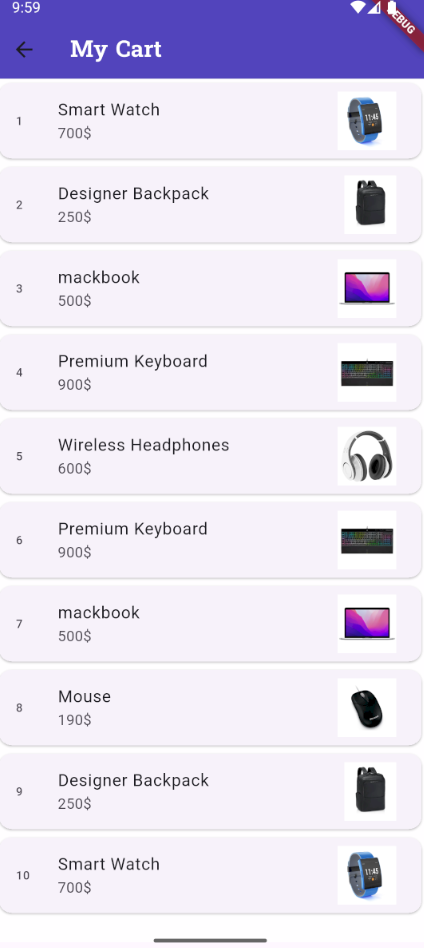 9:59
DEBUG
My Cart
1
Smart Watch
700$
2
Designer Backpack
250$
3
mackbook
500$
4
Premium Keyboard
900$
5
Wireless Headphones
600$
6
Premium Keyboard
900$
7
mackbook
500$
8
Mouse
190$
9
Designer Backpack
250$
10
Smart Watch
700$